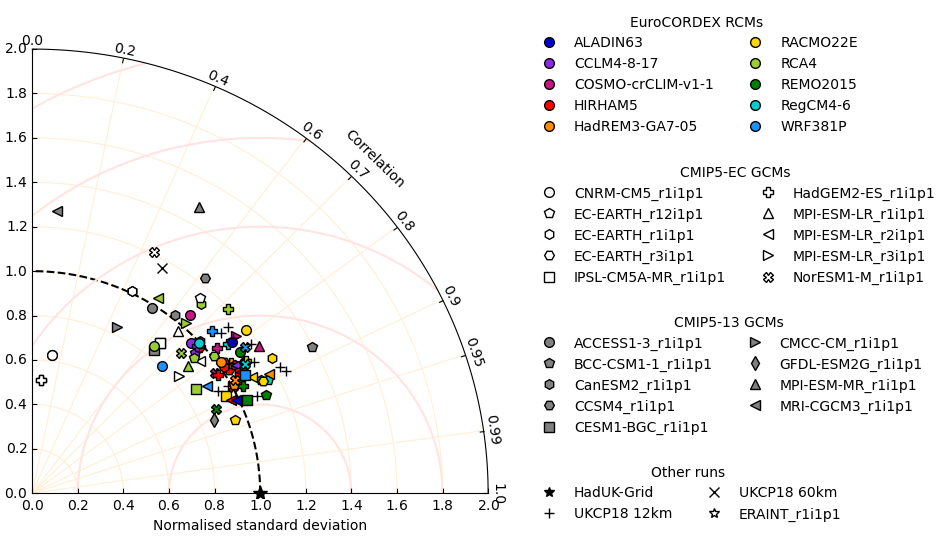 EuroCORDEX RCMs
ALADIN63 RACMO22E
CCLM4-8-17 RCA4
COSMO-crCLIM-v1-1 REMO2015
HIRHAM5 RegCM4-6
HadREM3-GA7-05 WRF381P
CMIP5-EC GCMs
CNRM-CM5_r1i1p1 HadGEM2-ES_r1i1p1
EC-EARTH_r12i1p1 MPI-ESM-LR_r1i1p1
EC-EARTH_r1i1p1 MPI-ESM-LR_r2i1p1
EC-EARTH_r3i1p1 MPI-ESM-LR_r3i1p1
IPSL-CM5A-MR_r1i1p1 NorESM1-M_r1i1p1
CMIP5-13 GCMs
ACCESS1-3_r1i1p1 CMCC-CM_r1i1p1
BCC-CSM1-1_r1i1p1 GFDL-ESM2G_r1i1p1
CanESM2_r1i1p1 MPI-ESM-MR_r1i1p1
CCSM4_r1i1p1 MRI-CGCM3_r1i1p1
CESM1-BGC_r1i1p1
Other runs
HadUK-Grid UKCP18 60km
UKCP18 12km ERAINT_r1i1p1
0.0
0.2
0.4
0.6
Correlation
0.7
0.8
0.9
0.95
0.99
1.0
2.0
1.8
1.6
1.4
1.2
1.0
0.8
0.6
0.4
0.2
0.0
0.0 0.2 0.4 0.6 0.8 1.0 1.2 1.4 1.6 1.8 2.0
Normalised standard deviation